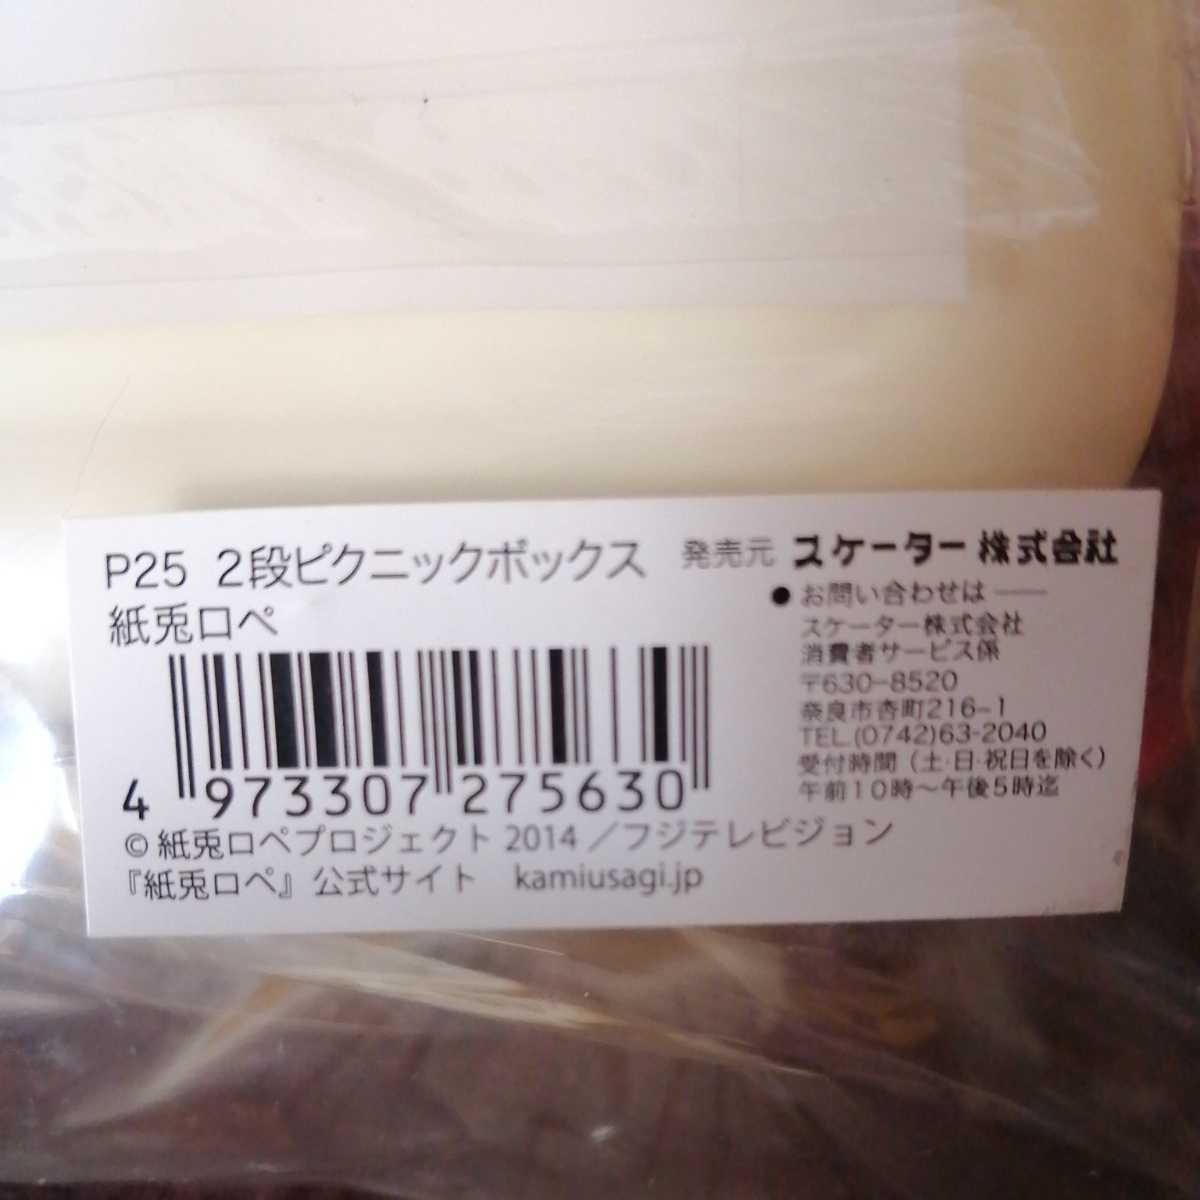 P25 2段ピクニックボックス
紙兎ロペ
4 973307 275630
発売元 スケーター株式会社
●お問い合わせは──
スケーター株式会社
消費者サービス係
〒630-8520
奈良市杏町216-1
TEL.(0742)63-2040
受付時間(土·日·祝日を除く)
午前10時〜午後5時迄
©紙兎ロペプロジェクト 2014/フジテレビジョン
『紙兎ロペ』公式サイト kamiusagi.jp